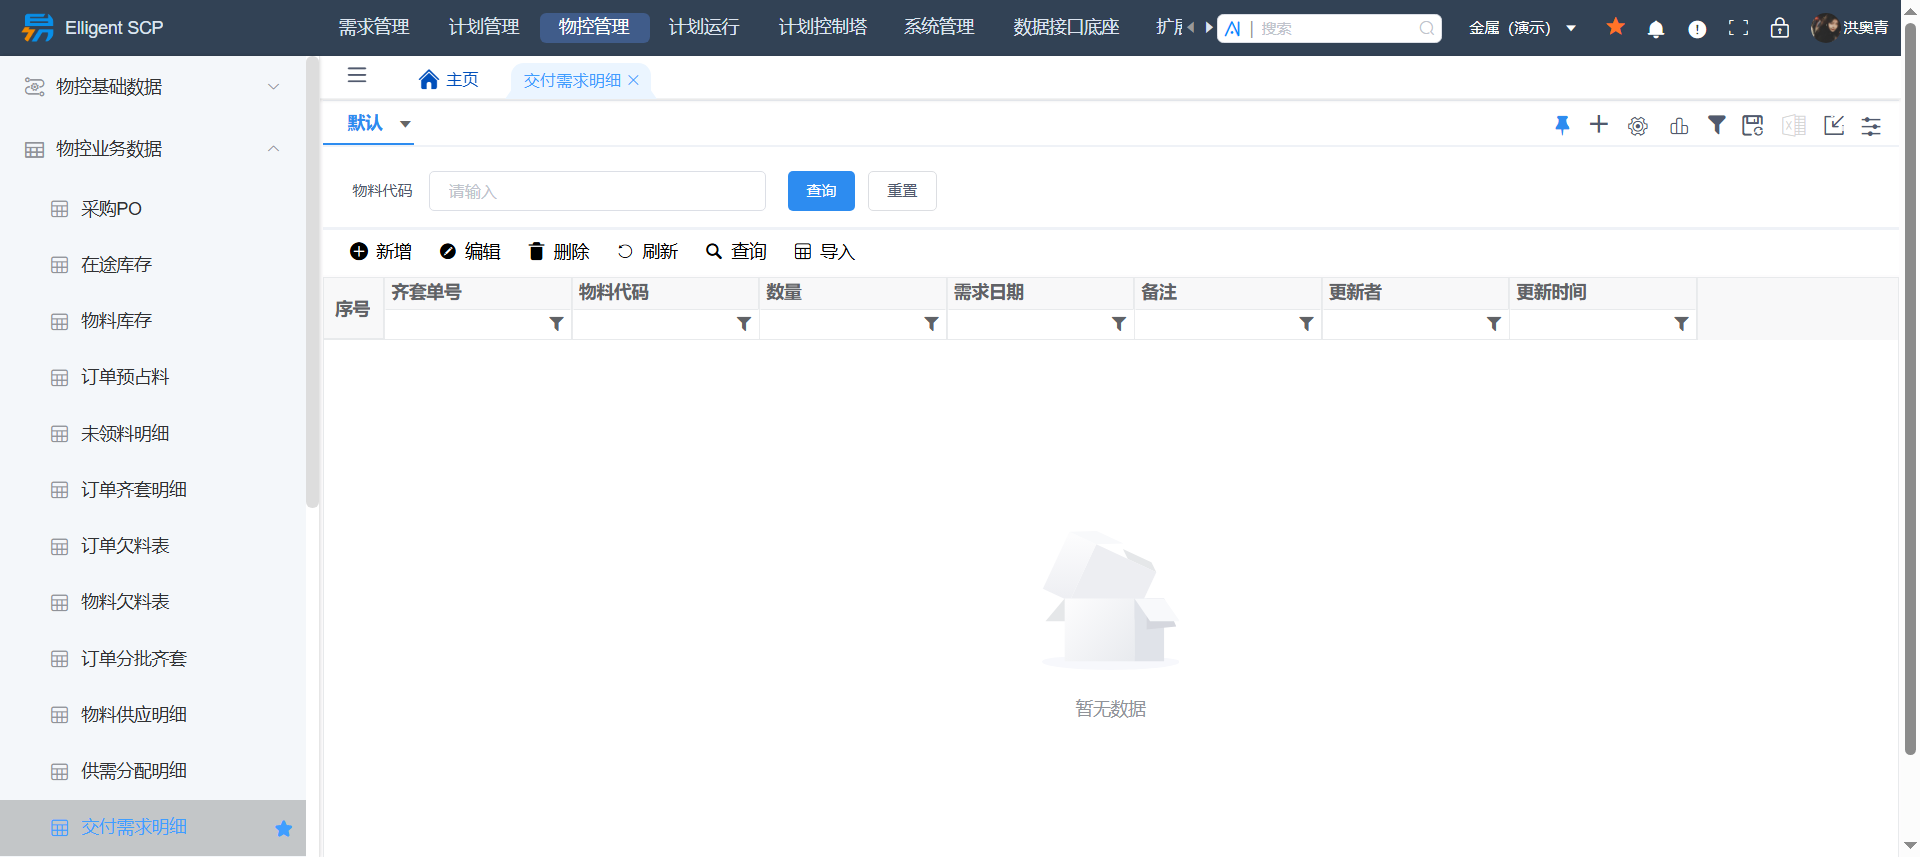 Elligent SCP
需求管理
计划管理
物控管理
计划运行
计划控制塔
系统管理
数据接口底座
AI | 搜索
金属（演示）
洪奥青
物控基础数据
物控业务数据
采购PO
在途库存
物料库存
订单预占料
未领料明细
订单齐套明细
订单欠料表
物料欠料表
订单分批齐套
物料供应明细
供需分配明细
交付需求明细
主页
交付需求明细
默认
物料代码
请输入
查询
重置
新增
编辑
删除
刷新
查询
导入
序号
齐套单号
物料代码
数量
需求日期
备注
更新者
更新时间
暂无数据